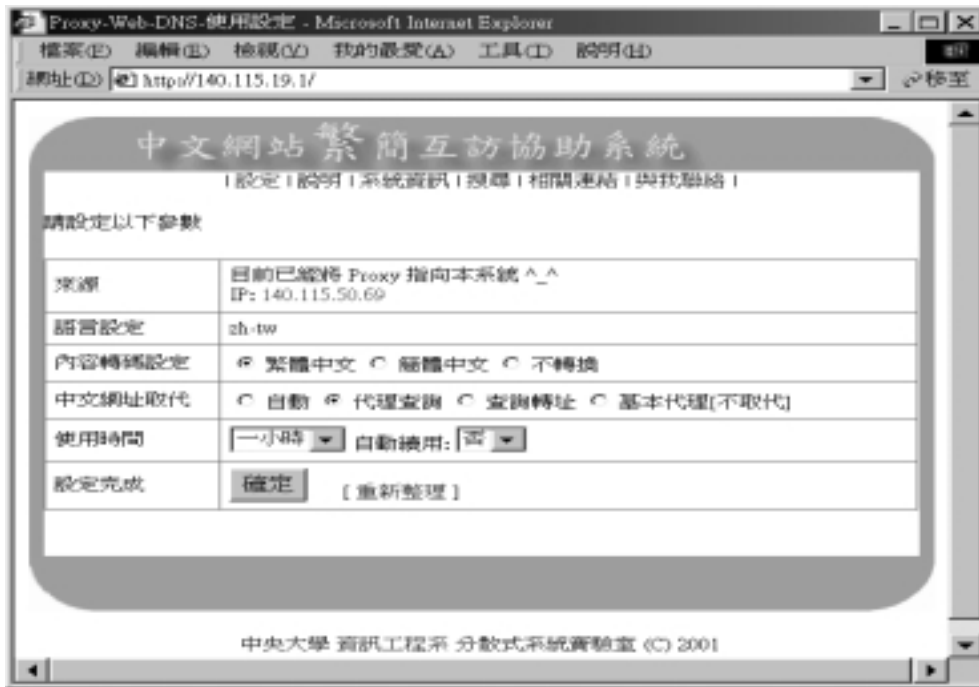 Proxy-Web-DNS-使用設定 - Microsoft Internet Explorer
檔案(F) 編輯(E) 檢視(V) 我的最愛(A) 工具(T) 說明(H)
網址(D) http://140.115.19.1/ 移至
中文網站繁簡互訪協助系統
| 設定 | 說明 | 系統資訊 | 搜尋 | 相關連結 | 與我聯絡 |
請設定以下參數
來源 目前已經將 Proxy 指向本系統 ^_^
IP: 140.115.50.69
語言設定 zh-tw
內容轉碼設定 繁體中文 簡體中文 不轉換
中文網址取代 自動 代理查詢 查詢轉址 基本代理[不取代]
使用時間 一小時 自動續用: 否
設定完成 確定 [ 重新整理 ]
中央大學 資訊工程系 分散式系統實驗室 (C) 2001